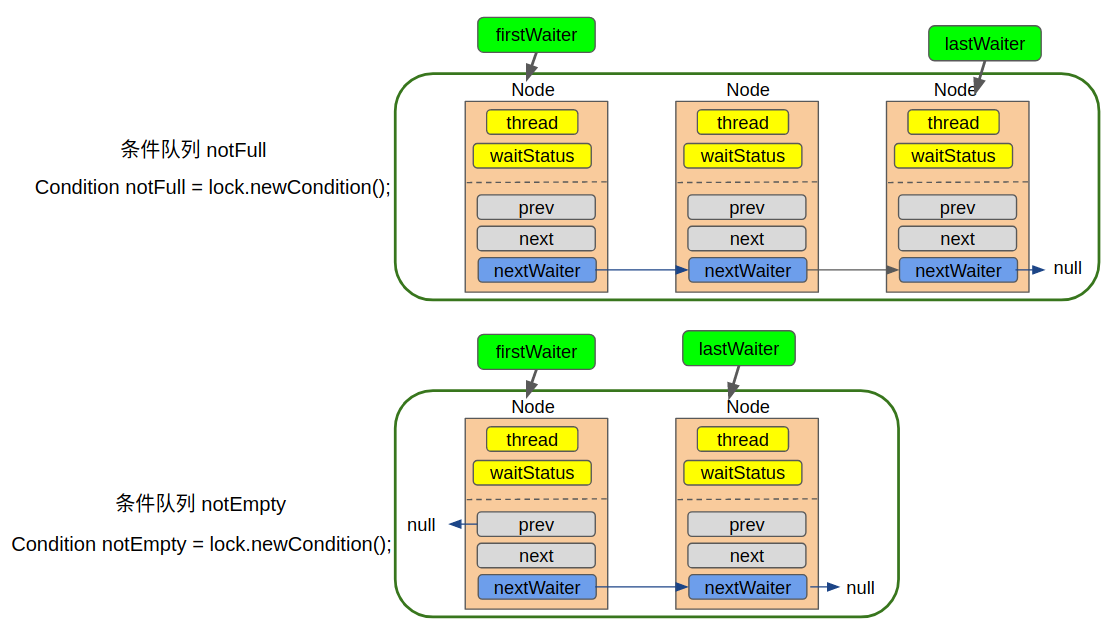 firstWaiter
lastWaiter
Node
Node
Node
thread
thread
thread
waitStatus
waitStatus
waitStatus
条件队列 notFull
Condition notFull = lock.newCondition();
prev
prev
prev
next
next
next
nextWaiter
nextWaiter
nextWaiter
null
firstWaiter
lastWaiter
Node
Node
thread
thread
waitStatus
waitStatus
条件队列 notEmpty
Condition notEmpty = lock.newCondition();
null
prev
prev
next
next
nextWaiter
nextWaiter
null